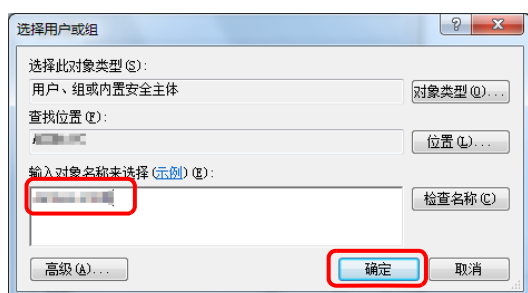 选择用户或组
选择此对象类型(S):
用户、组或内置安全主体
对象类型(O)...
查找位置(F):
位置(L)...
输入对象名称来选择(示例)(E):
检查名称(C)
高级(A)...
确定
取消